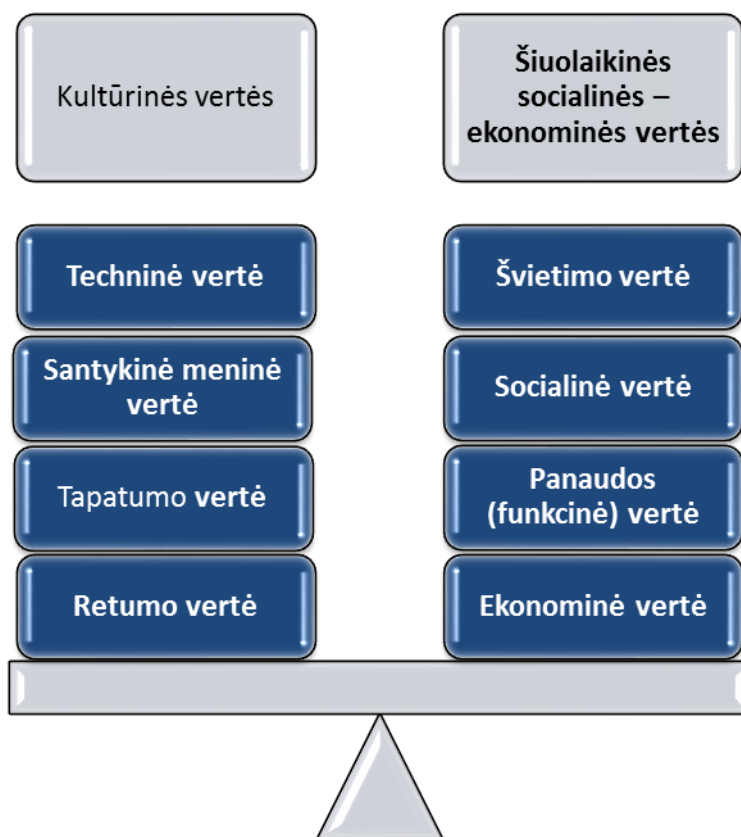 Kultūrinės vertės
Šiuolaikinės
socialinės –
ekonominės vertės
Techninė vertė
Švietimo vertė
Santykinė meninė
vertė
Socialinė vertė
Tapatumo vertė
Panaudos
(funkcinė) vertė
Retumo vertė
Ekonominė vertė